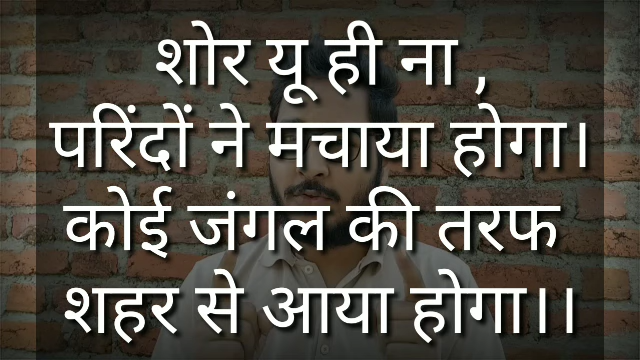 शोर यू ही ना ,
परिंदों ने मचाया होगा।
कोई जंगल की तरफ
शहर से आया होगा।।